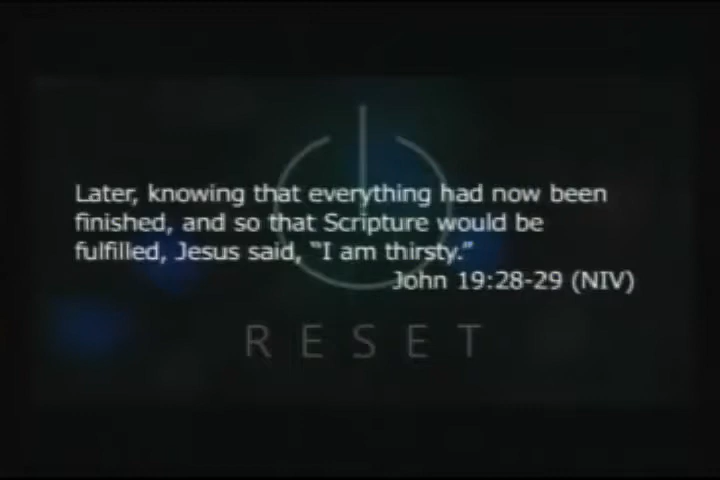 Later, knowing that everything had now been
finished, and so that Scripture would be
fulfilled, Jesus said, “I am thirsty.”
John 19:28-29 (NIV)
RESET